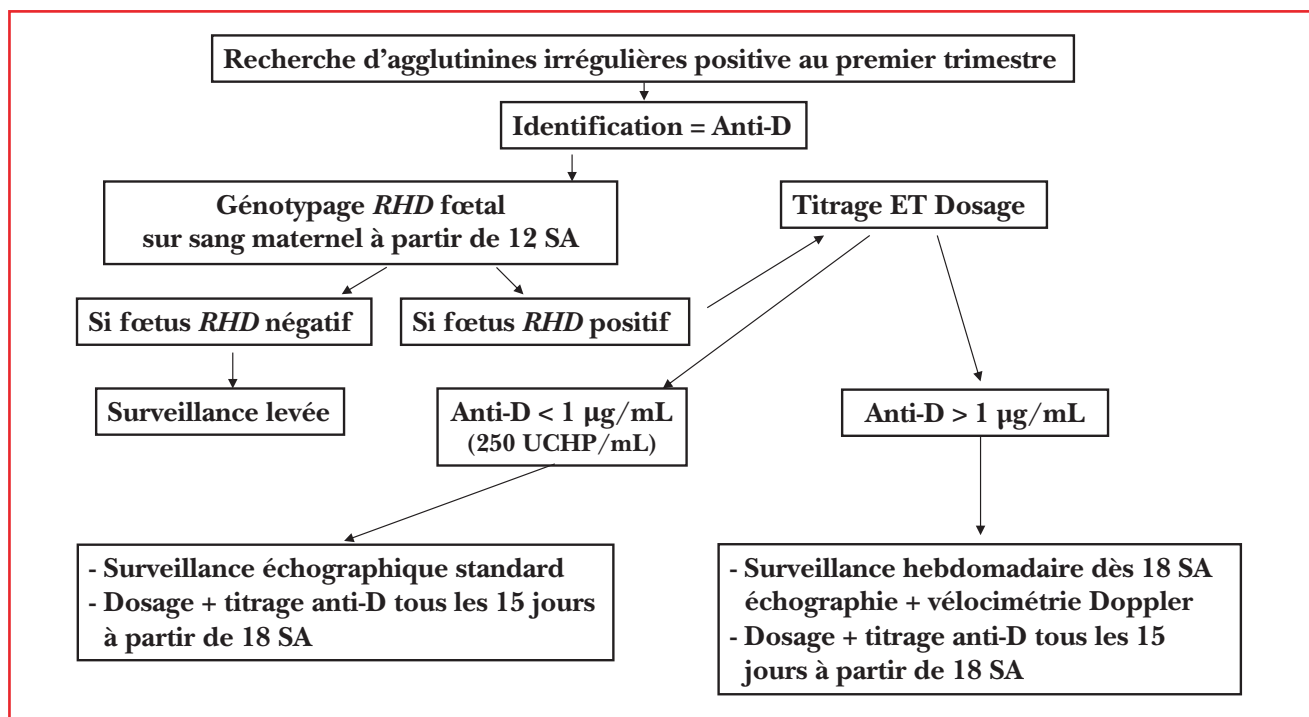 Recherche d’agglutinines irrégulières positive au premier trimestre
Identification = Anti-D
Génotypage RHD fœtal
sur sang maternel à partir de 12 SA
Titrage ET Dosage
Si fœtus RHD négatif
Si fœtus RHD positif
Surveillance levée
Anti-D < 1 µg/mL
(250 UCHP/mL)
Anti-D > 1 µg/mL
- Surveillance échographique standard
- Dosage + titrage anti-D tous les 15 jours
à partir de 18 SA
- Surveillance hebdomadaire dès 18 SA
échographie + vélocimétrie Doppler
- Dosage + titrage anti-D tous les 15
jours à partir de 18 SA